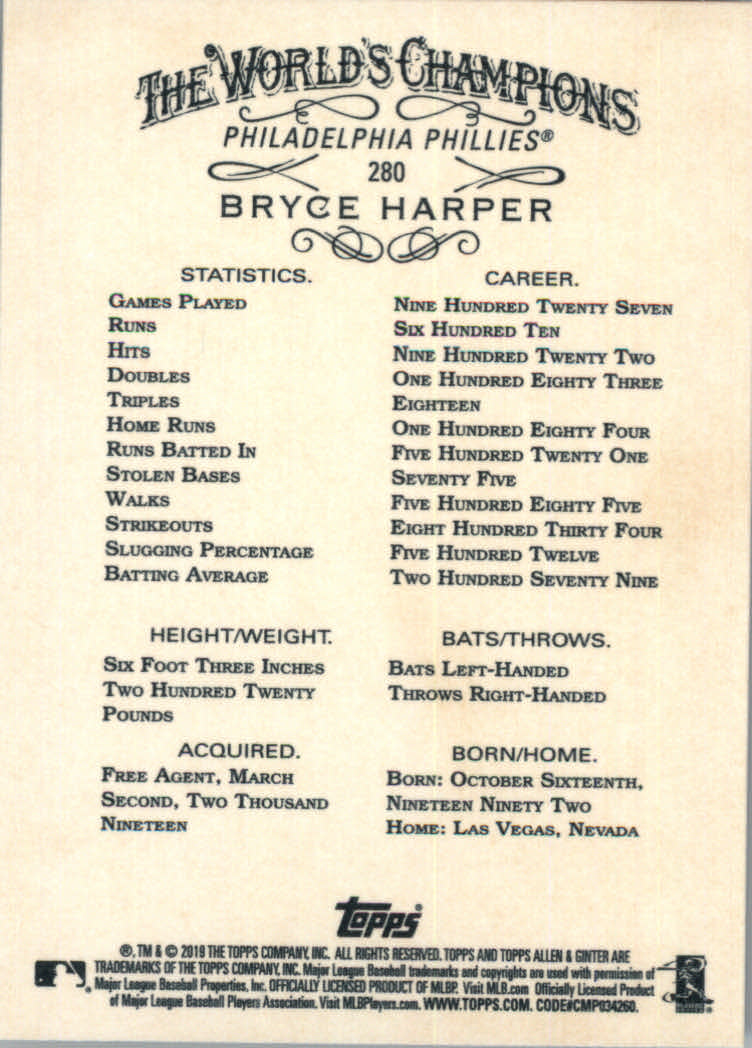 THE WORLD'S CHAMPIONS
PHILADELPHIA PHILLIES®
280
BRYCE HARPER
STATISTICS.
GAMES PLAYED
RUNS
HITS
DOUBLES
TRIPLES
HOME RUNS
RUNS BATTED IN
STOLEN BASES
WALKS
STRIKEOUTS
SLUGGING PERCENTAGE
BATTING AVERAGE
CAREER.
NINE HUNDRED TWENTY SEVEN
SIX HUNDRED TEN
NINE HUNDRED TWENTY TWO
ONE HUNDRED EIGHTY THREE
EIGHTEEN
ONE HUNDRED EIGHTY FOUR
FIVE HUNDRED TWENTY ONE
SEVENTY FIVE
FIVE HUNDRED EIGHTY FIVE
EIGHT HUNDRED THIRTY FOUR
FIVE HUNDRED TWELVE
TWO HUNDRED SEVENTY NINE
HEIGHT/WEIGHT.
SIX FOOT THREE INCHES
TWO HUNDRED TWENTY
POUNDS
BATS/THROWS.
BATS LEFT-HANDED
THROWS RIGHT-HANDED
ACQUIRED.
FREE AGENT, MARCH
SECOND, TWO THOUSAND
NINETEEN
BORN/HOME.
BORN: OCTOBER SIXTEENTH,
NINETEEN NINETY TWO
HOME: LAS VEGAS, NEVADA
topps®
®, TM & © 2019 THE TOPPS COMPANY, INC. ALL RIGHTS RESERVED. TOPPS AND TOPPS ALLEN & GINTER ARE
TRADEMARKS OF THE TOPPS COMPANY, INC. Major League Baseball trademarks and copyrights are used with permission of
Major League Baseball Properties, Inc. OFFICIALLY LICENSED PRODUCT OF MLBP. Visit MLB.com Officially Licensed Product
of Major League Baseball Players Association. Visit MLBPlayers.com. WWW.TOPPS.COM. CODE#CMP034260.